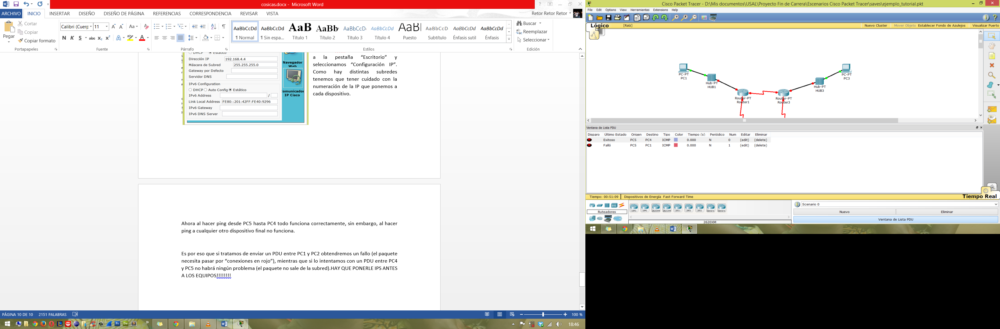 cosicas.docx - Microsoft Word
ARCHIVO INICIO INSERTAR DISEÑO DISEÑO DE PÁGINA REFERENCIAS CORRESPONDENCIA REVISAR VISTA Retor Retor Retor
Pegar
Cortar
Copiar
Copiar formato
Portapapeles
Calibri (Cuerp 11
N K S abc x₂ x²
Fuente
Párrafo
AaBbCcDd AaBbCcDd AaB AaBb AaBbCcD AaBbCcDd AaB AaBbCcD AaBbCcDd AaBbCcDd
¶ Normal ¶ Sin espa... Título 1 Título 2 Título 3 Título 4 Puesto Subtítulo Énfasis sutil Énfasis
Estilos
Buscar
Reemplazar
Seleccionar
Edición
DHCP Estático
Dirección IP 192.168.4.4
Máscara de Subred 255.255.255.0
Gateway por Defecto
Servidor DNS
IPv6 Configuration
DHCP Auto Config Estático
IPv6 Address /
Link Local Address FE80::201:42FF:FE40:9296
IPv6 Gateway
IPv6 DNS Server
Navegador
Web
omunicador
IP Cisco
a la pestaña “Escritorio” y
seleccionamos “Configuración IP”.
Como hay distintas subredes
tenemos que tener cuidado con la
numeración de la IP que ponemos a
cada dispositivo.
Ahora al hacer ping desde PC5 hasta PC4 todo funciona correctamente, sin embargo, al hacer
ping a cualquier otro dispositivo final no funciona.
Es por eso que si tratamos de enviar un PDU entre PC1 y PC2 obtendremos un fallo (el paquete
necesita pasar por “conexiones en rojo”), mientras que si lo intentamos con un PDU entre PC4
y PC5 no habrá ningún problema (el paquete no sale de la subred).HAY QUE PONERLE IPS ANTES
A LOS EQUIPOS!!!!!!!!
PÁGINA 10 DE 10 2151 PALABRAS 100 %
18:46
Cisco Packet Tracer - D:\Mis documentos\USAL\Proyecto Fin de Carrera\Escenarios Cisco Packet Tracer\saves\ejemplo_tutorial.pkt
File Edit Options View Herramientas Extensions Help
Lógico [Raíz] Nuevo Cluster Mover Objeto Establecer Fondo de Azulejos Visualizar Puerto
PC-PT
PC1
Hub-PT
HUB1
Router-PT
Router1
Router-PT
Router3
Hub-PT
HUB3
PC-PT
PC3
Ventana de Lista PDU
Disparo Último Estado Origen Destino Tipo Color Tiempo (s) Periódico Num Editar Eliminar
Exitoso PC5 PC4 ICMP 0.000 N 0 (edit) (delete)
Falló PC5 PC1 ICMP 0.000 N 1 (edit) (delete)
Tiempo: 00:51:09 Dispositivos de Energía Fast Forward Time Tiempo Real
Ruteadores
1841 1941 2620XM 2621XM 2811 2901 2911 Generic Generic
2620XM
Scenario 0
Nuevo Eliminar
Ventana de Lista PDU